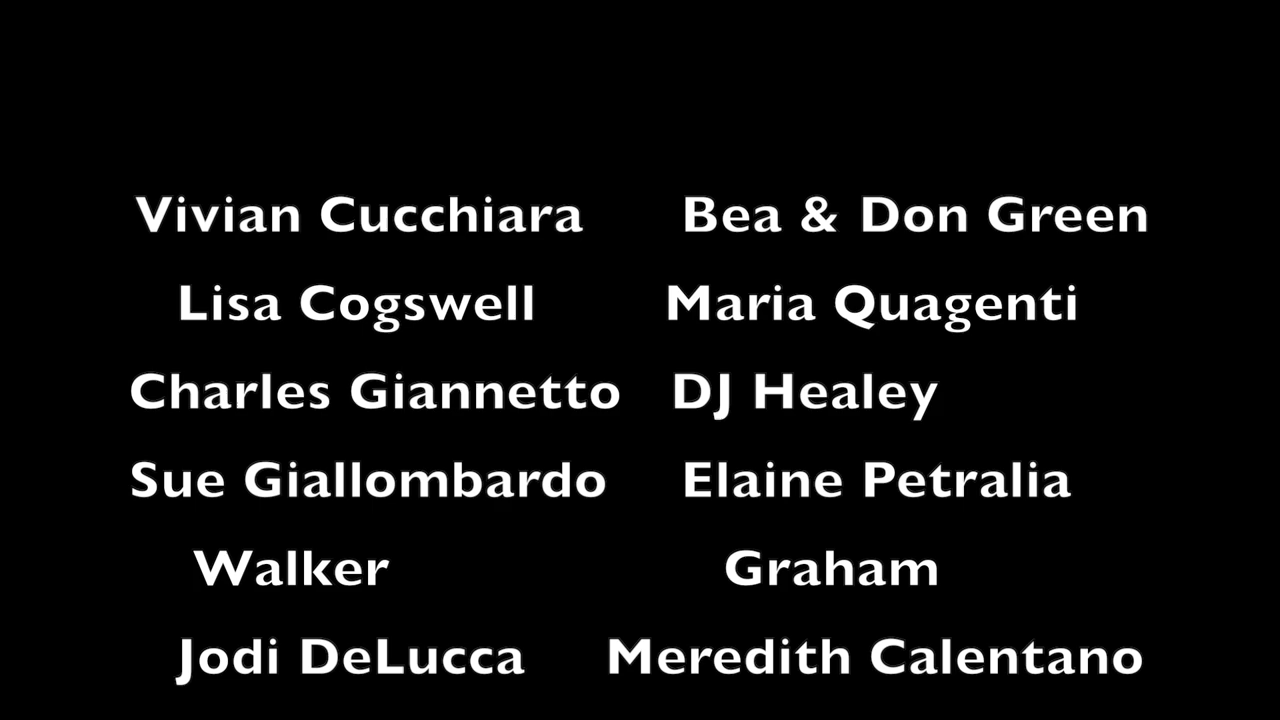 Vivian Cucchiara Bea & Don Green
Lisa Cogswell Maria Quagenti
Charles Giannetto DJ Healey
Sue Giallombardo Elaine Petralia
Walker Graham
Jodi DeLucca Meredith Calentano